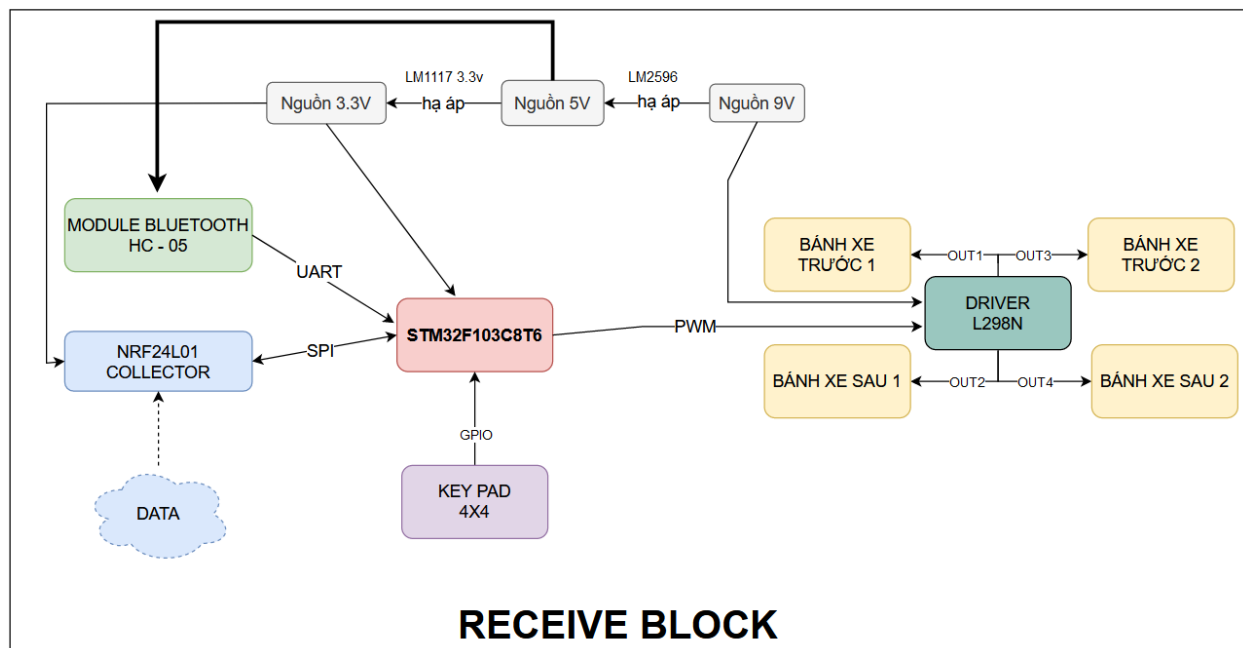 LM1117 3.3v
LM2596
Nguồn 3.3V
hạ áp
Nguồn 5V
hạ áp
Nguồn 9V
MODULE BLUETOOTH
HC - 05
UART
BÁNH XE
TRƯỚC 1
OUT1
OUT3
BÁNH XE
TRƯỚC 2
DRIVER
L298N
STM32F103C8T6
PWM
NRF24L01
COLLECTOR
SPI
BÁNH XE SAU 1
OUT2
OUT4
BÁNH XE SAU 2
GPIO
KEY PAD
4X4
DATA
RECEIVE BLOCK